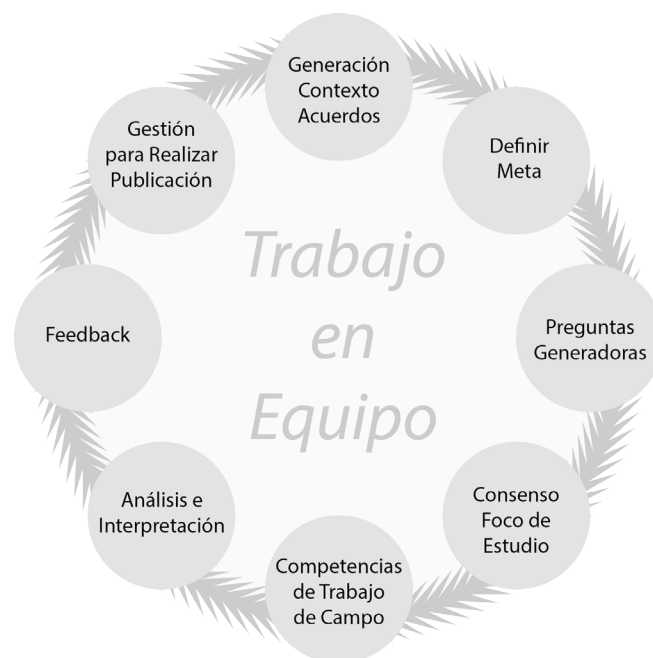 Generación
Contexto
Acuerdos
Definir
Meta
Preguntas
Generadoras
Consenso
Foco de
Estudio
Competencias
de Trabajo
de Campo
Análisis e
Interpretación
Feedback
Gestión
para Realizar
Publicación
Trabajo
en
Equipo